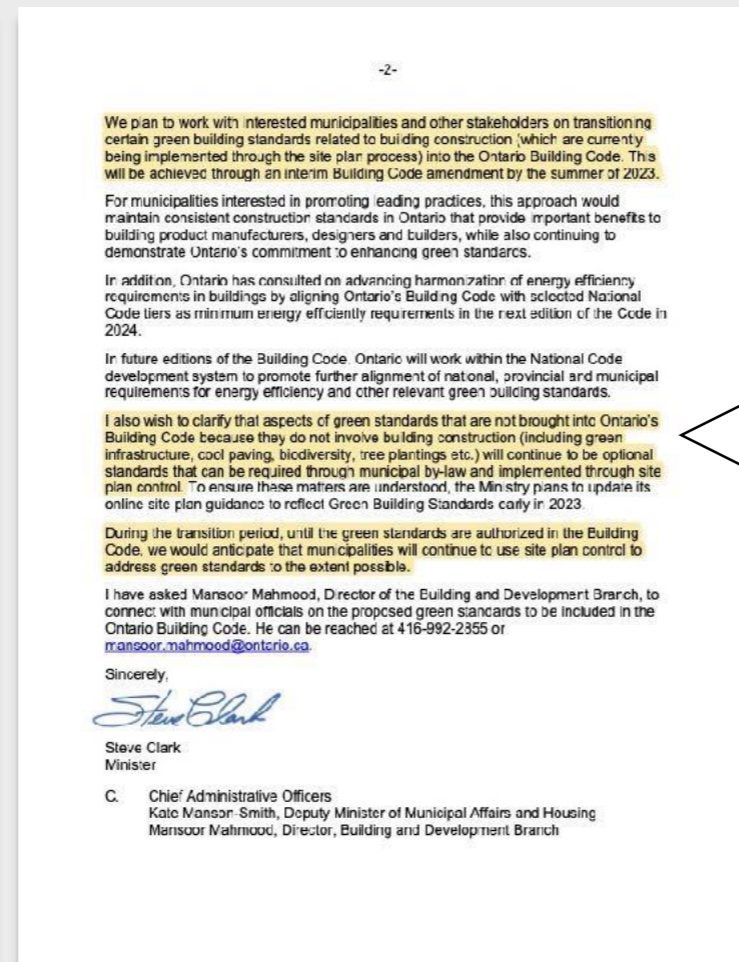 -2-
We plan to work with interested municipalities and other stakeholders on transitioning
certain green building standards related to building construction (which are currently
being implemented through the site plan process) into the Ontario Building Code. This
will be achieved through an interim Building Code amendment by the summer of 2023.
For municipalities interested in promoting leading practices, this approach would
maintain consistent construction standards in Ontario that provide important benefits to
building product manufacturers, designers and builders, while also continuing to
demonstrate Ontario's commitment to enhancing green standards.
In addition, Ontario has consulted on advancing harmonization of energy efficiency
requirements in buildings by aligning Ontario's Building Code with selected National
Code tiers as minimum energy efficiently requirements in the next edition of the Code in
2024.
In future editions of the Building Code, Ontario will work within the National Code
development system to promote further alignment of national, provincial and municipal
requirements for energy efficiency and other relevant green building standards.
I also wish to clarify that aspects of green standards that are not brought into Ontario's
Building Code because they do not involve building construction (including green
infrastructure, cool paving, biodiversity, tree plantings etc.) will continue to be optional
standards that can be required through municipal by-law and implemented through site
plan control. To ensure these matters are understood, the Ministry plans to update its
online site plan guidance to reflect Green Building Standards early in 2023.
During the transition period, until the green standards are authorized in the Building
Code, we would anticipate that municipalities will continue to use site plan control to
address green standards to the extent possible.
I have asked Mansoor Mahmood, Director of the Building and Development Branch, to
connect with municipal officials on the proposed green standards to be included in the
Ontario Building Code. He can be reached at 416-992-2855 or
mansoor.mahmood@ontario.ca.
Sincerely,
Steve Clark
Steve Clark
Minister
C. Chief Administrative Officers
Kate Manson-Smith, Deputy Minister of Municipal Affairs and Housing
Mansoor Mahmood, Director, Building and Development Branch